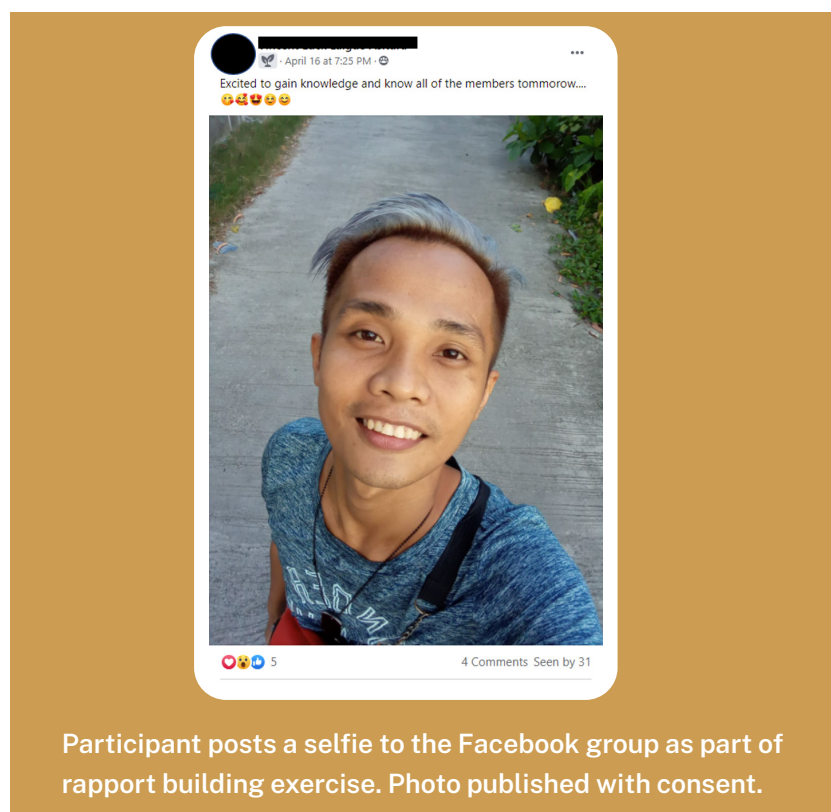 · April 16 at 7:25 PM ·
Excited to gain knowledge and know all of the members tommorow....
5
4 Comments Seen by 31
Participant posts a selfie to the Facebook group as part of
rapport building exercise. Photo published with consent.